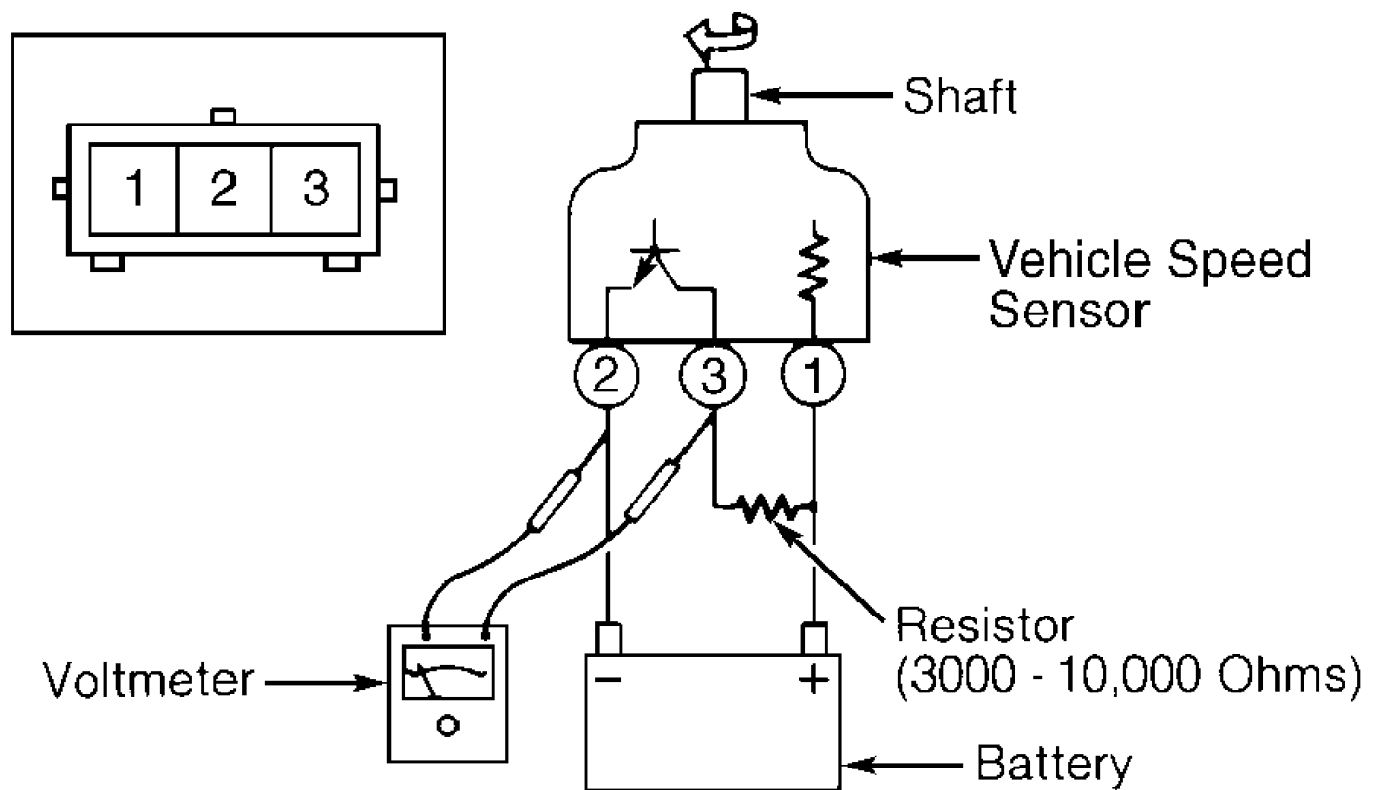 Shaft
1 2 3
Vehicle Speed
Sensor
2 3 1
Resistor
(3000 - 10,000 Ohms)
Voltmeter
- +
Battery